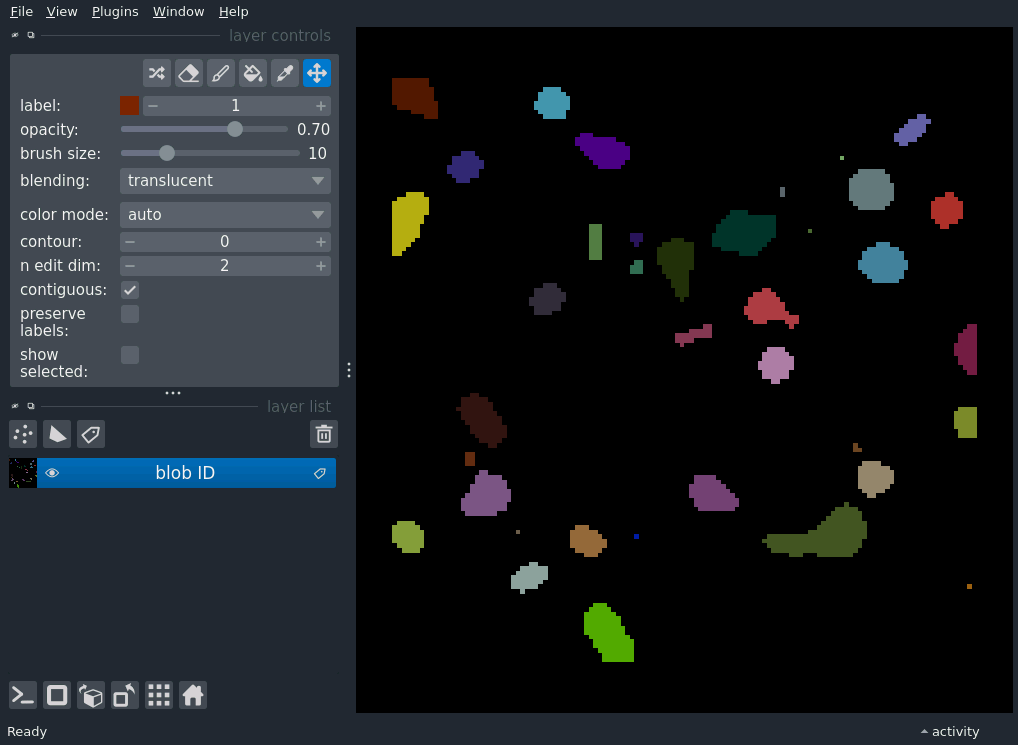 File View Plugins Window Help
layer controls
label: 1
opacity: 0.70
brush size: 10
blending: translucent
color mode: auto
contour: 0
n edit dim: 2
contiguous:
preserve
labels:
show
selected:
layer list
blob ID
Ready
activity